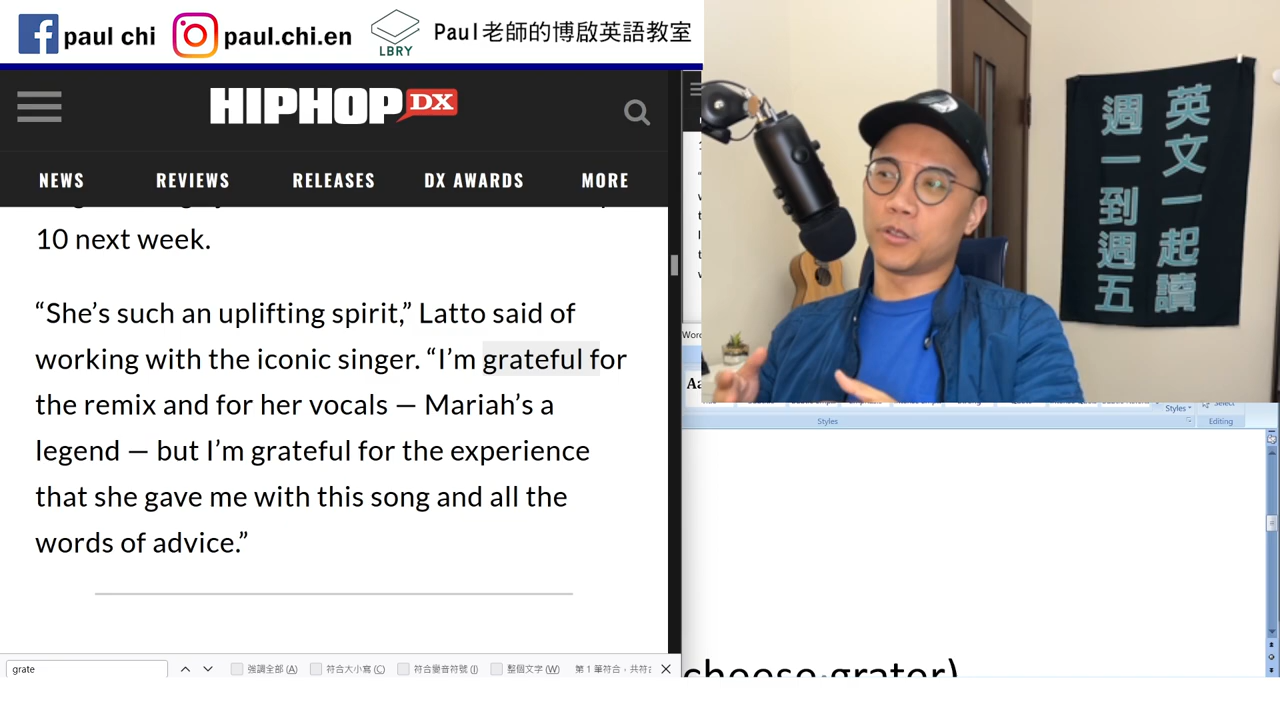 paul chi
paul.chi.en
LBRY
Paul老師的博啟英語教室
HIPHOP DX
NEWS REVIEWS RELEASES DX AWARDS MORE
10 next week.
“She’s such an uplifting spirit,” Latto said of
working with the iconic singer. “I’m grateful for
the remix and for her vocals — Mariah’s a
legend — but I’m grateful for the experience
that she gave me with this song and all the
words of advice.”
grate
強調全部 (A)
符合大小寫 (C)
符合變音符號 (I)
整個文字 (W)
第 1 筆符合，共符合
英文一起讀
週一到週五
Styles
Select
Styles
Editing
cheese grater)